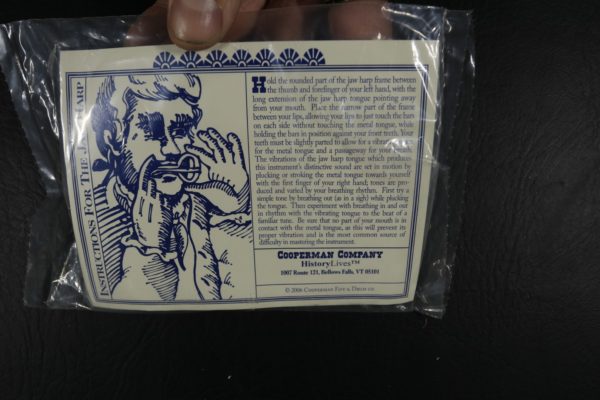 INSTRUCTIONS FOR THE JAW HARP
Hold the rounded part of the jaw harp frame between
the thumb and forefinger of your left hand, with the
long extension of the jaw harp tongue pointing away
from your mouth. Place the narrow part of the frame
between your lips, allowing your lips to just touch the bars
on each side without touching the metal tongue, while
holding the bars in position against your front teeth. Your
teeth must be slightly parted to allow for a vibration
for the metal tongue and a passageway for your
The vibrations of the jaw harp tongue which produces
this instrument's distinctive sound are set in motion by
plucking or stroking the metal tongue towards yourself
with the first finger of your right hand; tones are pro-
duced and varied by your breathing rhythm. First try a
simple tone by breathing out (as in a sigh) while plucking
the tongue. Then experiment with breathing in and out
in rhythm with the vibrating tongue to the beat of a
familiar tune. Be sure that no part of your mouth is in
contact with the metal tongue, as this will prevent its
proper vibration and is the most common source of
difficulty in mastering the instrument.
COOPERMAN COMPANY
HistoryLives™
1007 Route 121, Bellows Falls, VT 05101
© 2006 COOPERMAN FIFE & DRUM CO